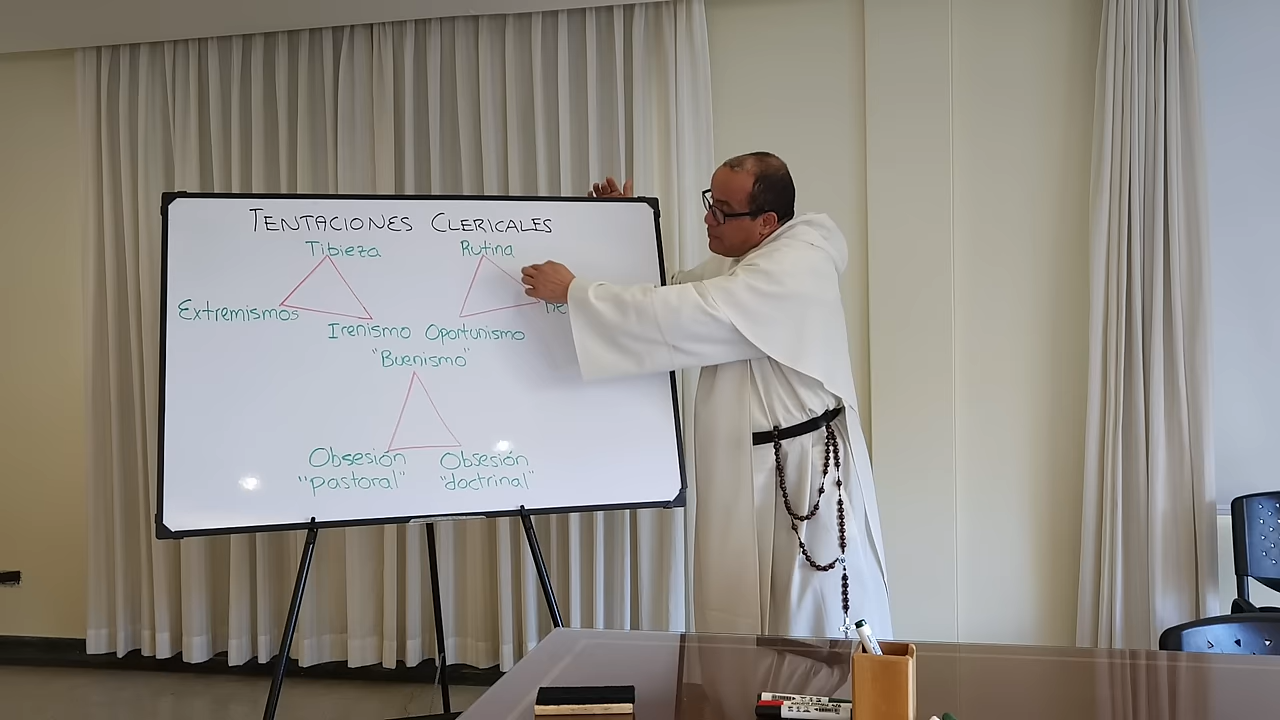 TENTACIONES CLERICALES
Tibieza
Rutina
Extremismos
Irenismo
Oportunismo
"Buenismo"
Obsesión
"pastoral"
Obsesión
"doctrinal"